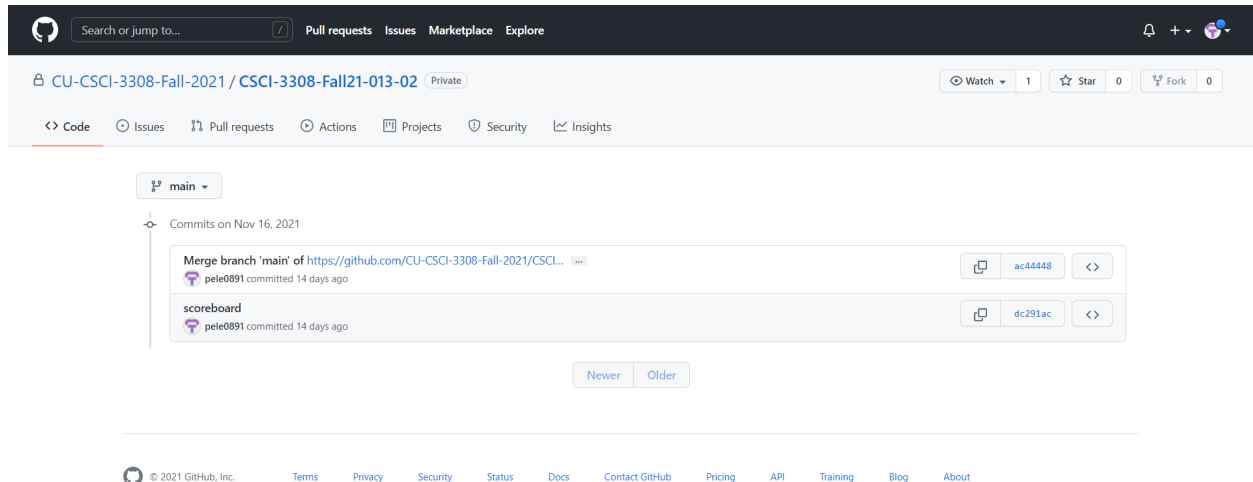 Search or jump to... / Pull requests Issues Marketplace Explore
CU-CSCI-3308-Fall-2021 / CSCI-3308-Fall21-013-02 Private Watch 1 Star 0 Fork 0
<> Code Issues Pull requests Actions Projects Security Insights
main
Commits on Nov 16, 2021
Merge branch 'main' of https://github.com/CU-CSCI-3308-Fall-2021/CSCI... ...
pele0891 committed 14 days ago
ac44448 <>
scoreboard
pele0891 committed 14 days ago
dc291ac <>
Newer Older
© 2021 GitHub, Inc. Terms Privacy Security Status Docs Contact GitHub Pricing API Training Blog About